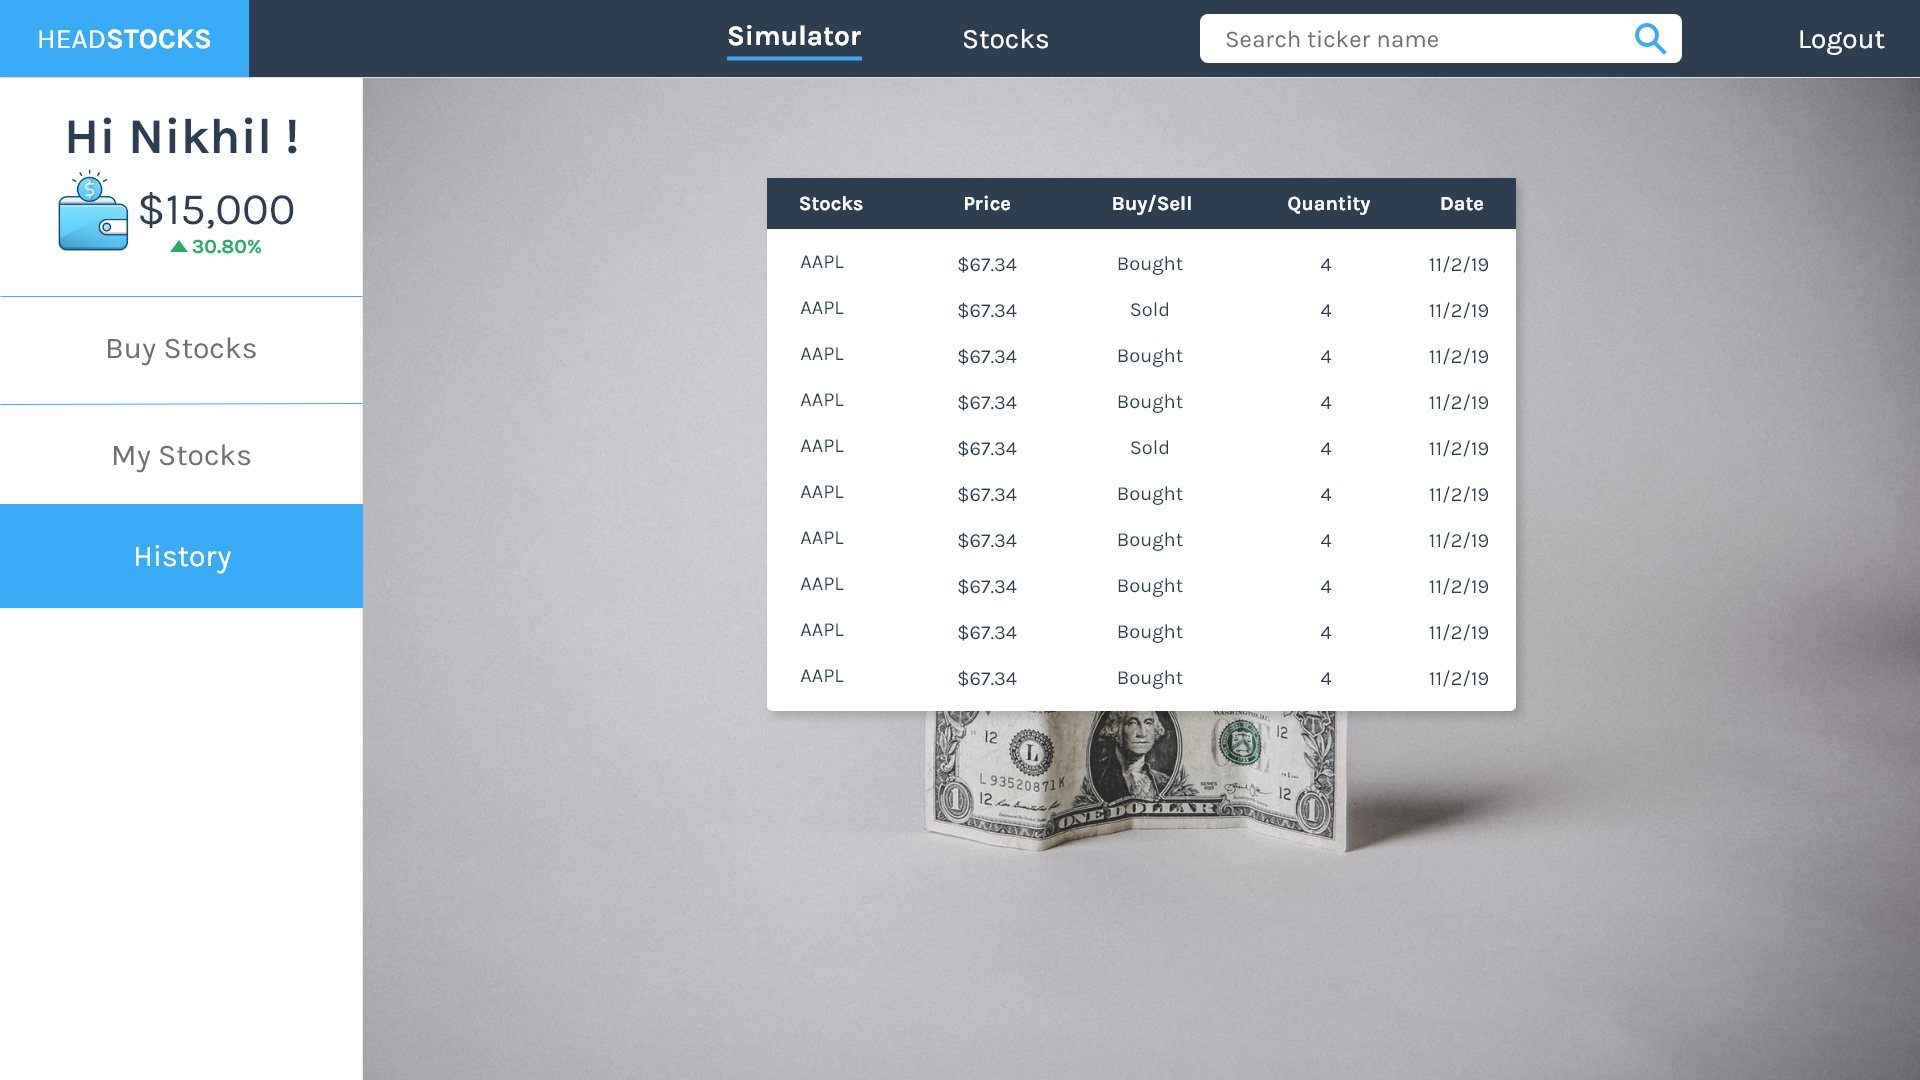 HEADSTOCKS
Simulator
Stocks
Search ticker name
Logout
Hi Nikhil !
$
$15,000
30.80%
Buy Stocks
My Stocks
History
Stocks Price Buy/Sell Quantity Date
AAPL $67.34 Bought 4 11/2/19
AAPL $67.34 Sold 4 11/2/19
AAPL $67.34 Bought 4 11/2/19
AAPL $67.34 Bought 4 11/2/19
AAPL $67.34 Sold 4 11/2/19
AAPL $67.34 Bought 4 11/2/19
AAPL $67.34 Bought 4 11/2/19
AAPL $67.34 Bought 4 11/2/19
AAPL $67.34 Bought 4 11/2/19
AAPL $67.34 Bought 4 11/2/19
WASHINGTON, D.C.
12
12
L
L 93520871 K
12
12
1
1
ONE DOLLAR